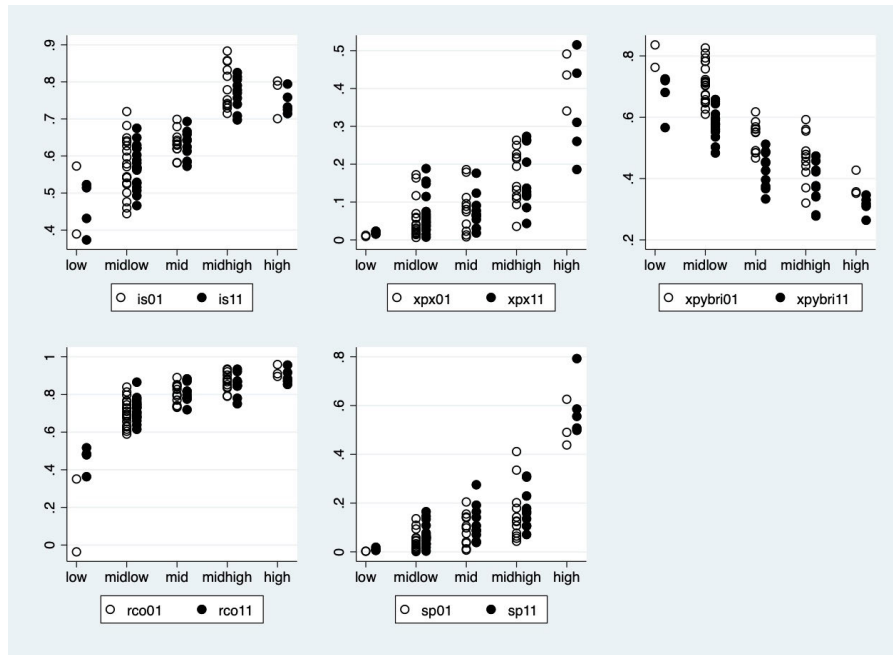 .9
.8
.7
.6
.5
.4
low midlow mid midhigh high
is01 is11
.5
.4
.3
.2
.1
0
low midlow mid midhigh high
xpx01 xpx11
.8
.6
.4
.2
low midlow mid midhigh high
xpybri01 xpybri11
1
.8
.6
.4
.2
0
low midlow mid midhigh high
rco01 rco11
.8
.6
.4
.2
0
low midlow mid midhigh high
sp01 sp11